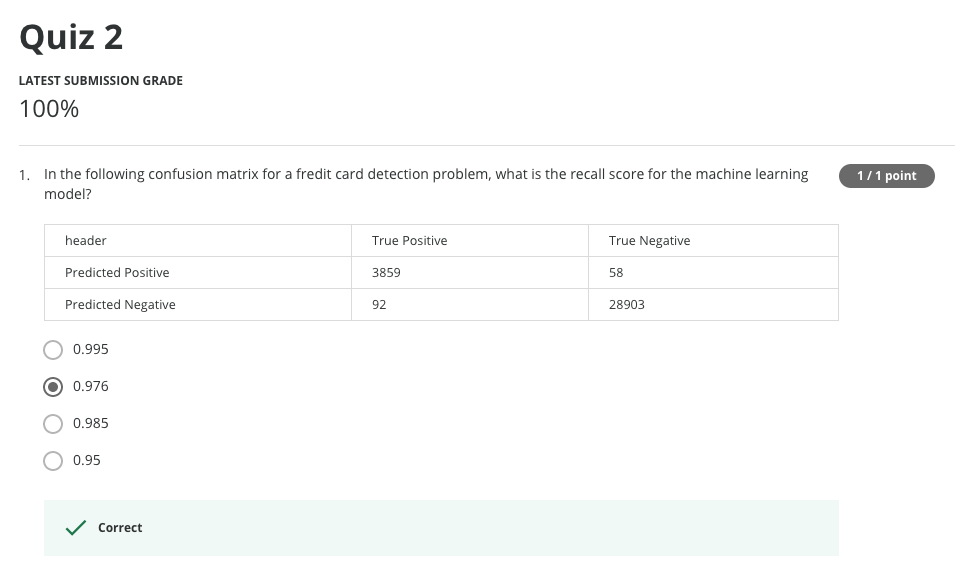 Quiz 2
LATEST SUBMISSION GRADE
100%
1. In the following confusion matrix for a fredit card detection problem, what is the recall score for the machine learning
model?
1 / 1 point
header True Positive True Negative
Predicted Positive 3859 58
Predicted Negative 92 28903
0.995
0.976
0.985
0.95
Correct